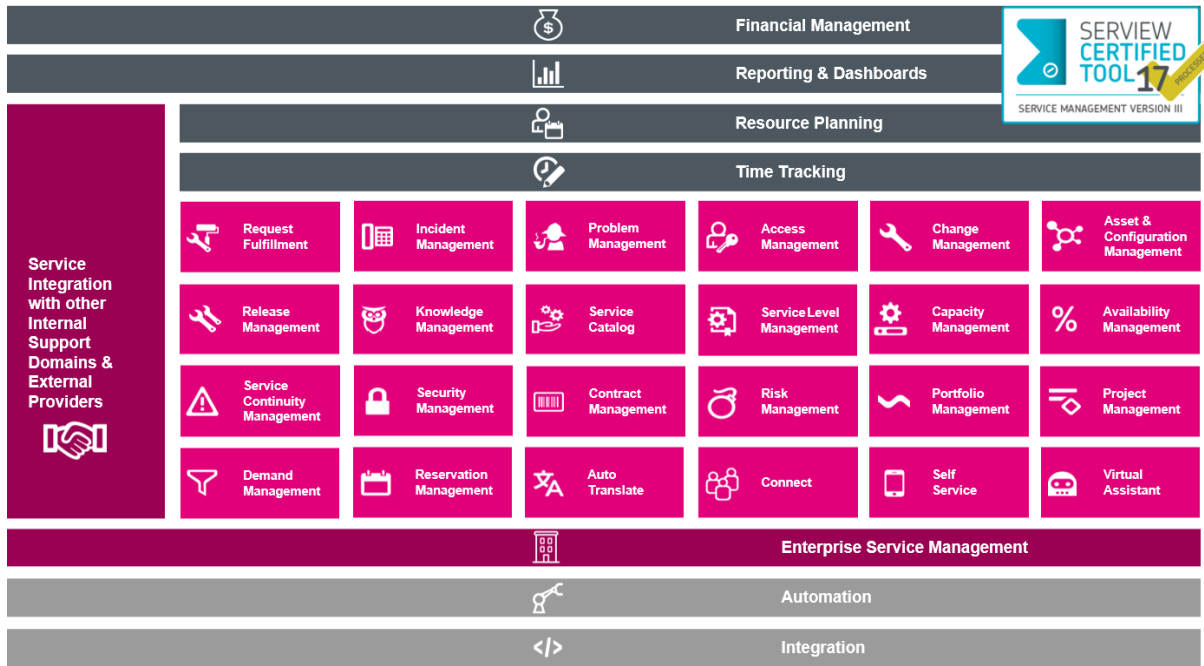 Financial Management
SERVIEW
CERTIFIED
TOOL 17
PROCESSES
SERVICE MANAGEMENT VERSION III
Reporting & Dashboards
Resource Planning
Time Tracking
Service
Integration
with other
Internal
Support
Domains &
External
Providers
Request
Fulfillment
Incident
Management
Problem
Management
Access
Management
Change
Management
Asset &
Configuration
Management
Release
Management
Knowledge
Management
Service
Catalog
Service Level
Management
Capacity
Management
%
Availability
Management
Service
Continuity
Management
Security
Management
Contract
Management
Risk
Management
Portfolio
Management
Project
Management
Demand
Management
Reservation
Management
文A
Auto
Translate
Connect
Self
Service
Virtual
Assistant
Enterprise Service Management
Automation
</>
Integration